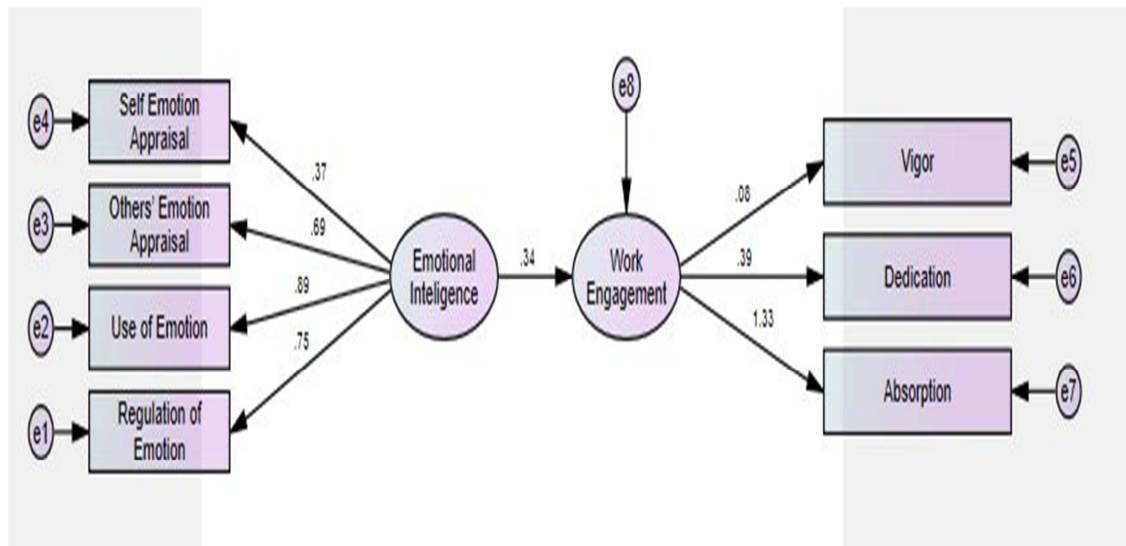 e8
e4
Self Emotion
Appraisal
.37
Vigor
e5
.08
e3
Others' Emotion
Appraisal
.69
Emotional
Inteligence
.34
Work
Engagement
.39
Dedication
e6
e2
Use of Emotion
.89
1.33
.75
Absorption
e7
e1
Regulation of
Emotion